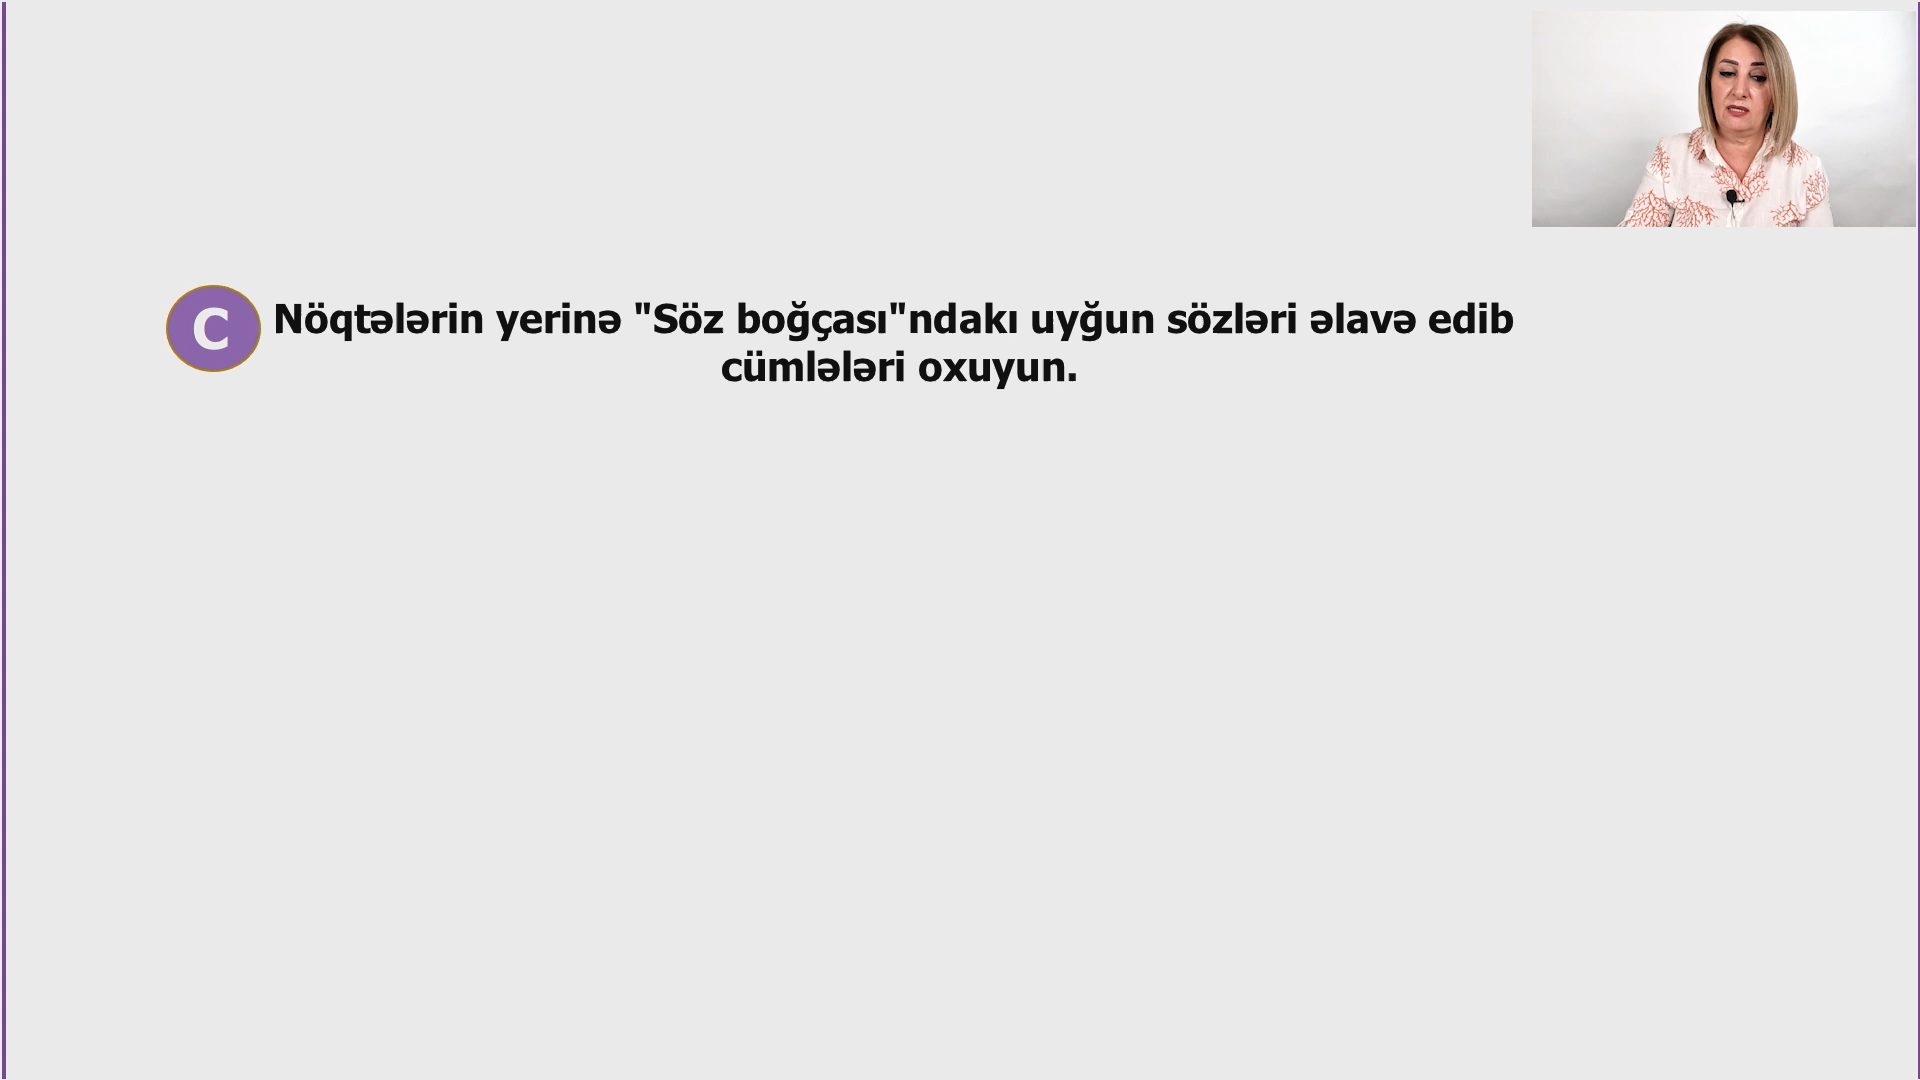 C
Nöqtələrin yerinə "Söz boğçası"ndakı uyğun sözləri əlavə edib
cümlələri oxuyun.